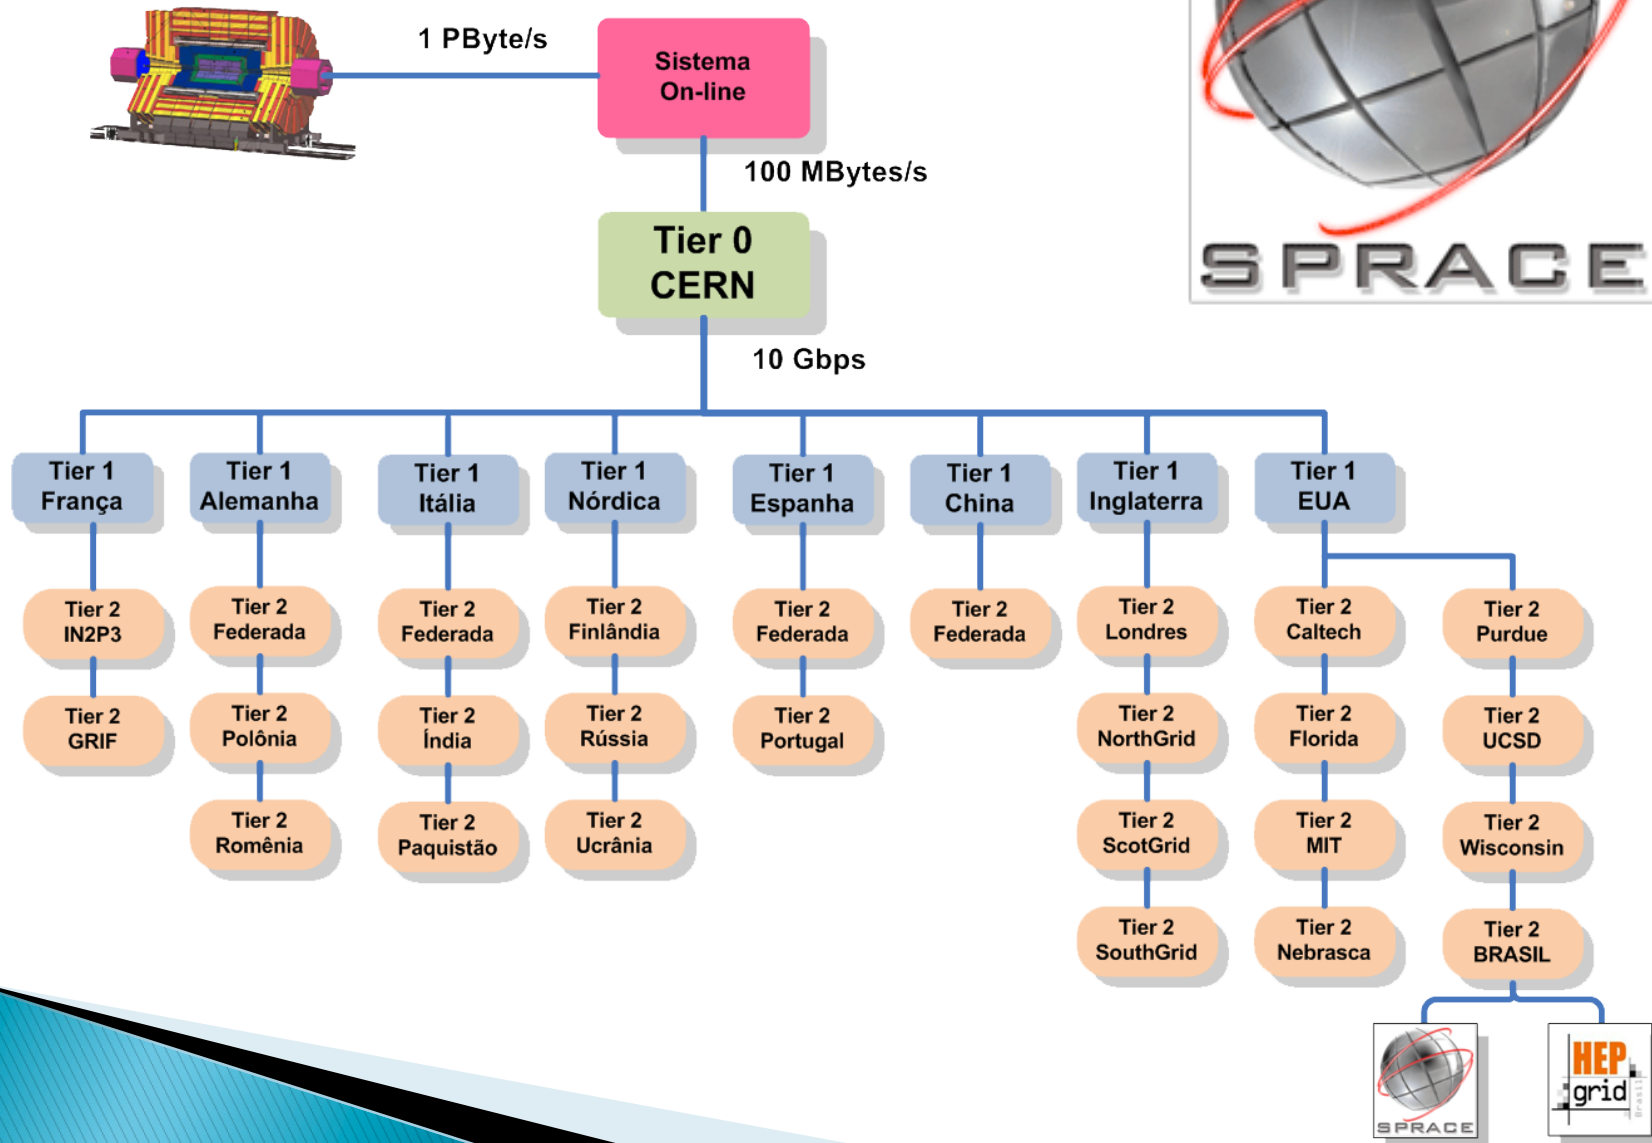 1 PByte/s
Sistema
On-line
SPRACE
100 MBytes/s
Tier 0
CERN
10 Gbps
Tier 1
França
Tier 1
Alemanha
Tier 1
Itália
Tier 1
Nórdica
Tier 1
Espanha
Tier 1
China
Tier 1
Inglaterra
Tier 1
EUA
Tier 2
IN2P3
Tier 2
Federada
Tier 2
Federada
Tier 2
Finlândia
Tier 2
Federada
Tier 2
Federada
Tier 2
Londres
Tier 2
Caltech
Tier 2
Purdue
Tier 2
GRIF
Tier 2
Polônia
Tier 2
Índia
Tier 2
Rússia
Tier 2
Portugal
Tier 2
NorthGrid
Tier 2
Florida
Tier 2
UCSD
Tier 2
Romênia
Tier 2
Paquistão
Tier 2
Ucrânia
Tier 2
ScotGrid
Tier 2
MIT
Tier 2
Wisconsin
Tier 2
SouthGrid
Tier 2
Nebrasca
Tier 2
BRASIL
SPRACE
HEP
grid
Brasil